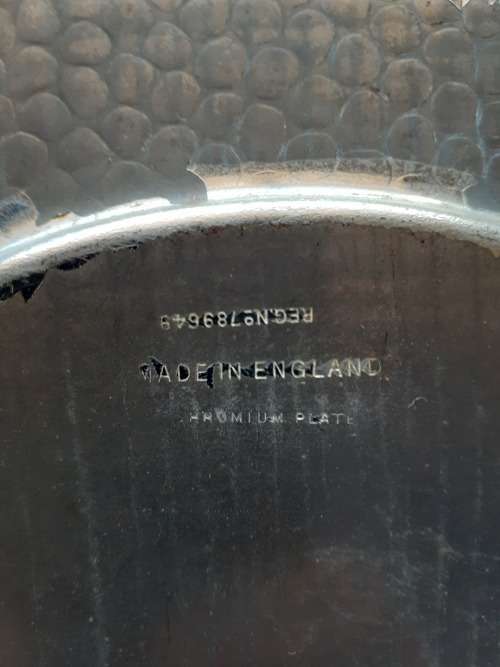 REG.Nº789649
MADE IN ENGLAND
CHROMIUM PLATE